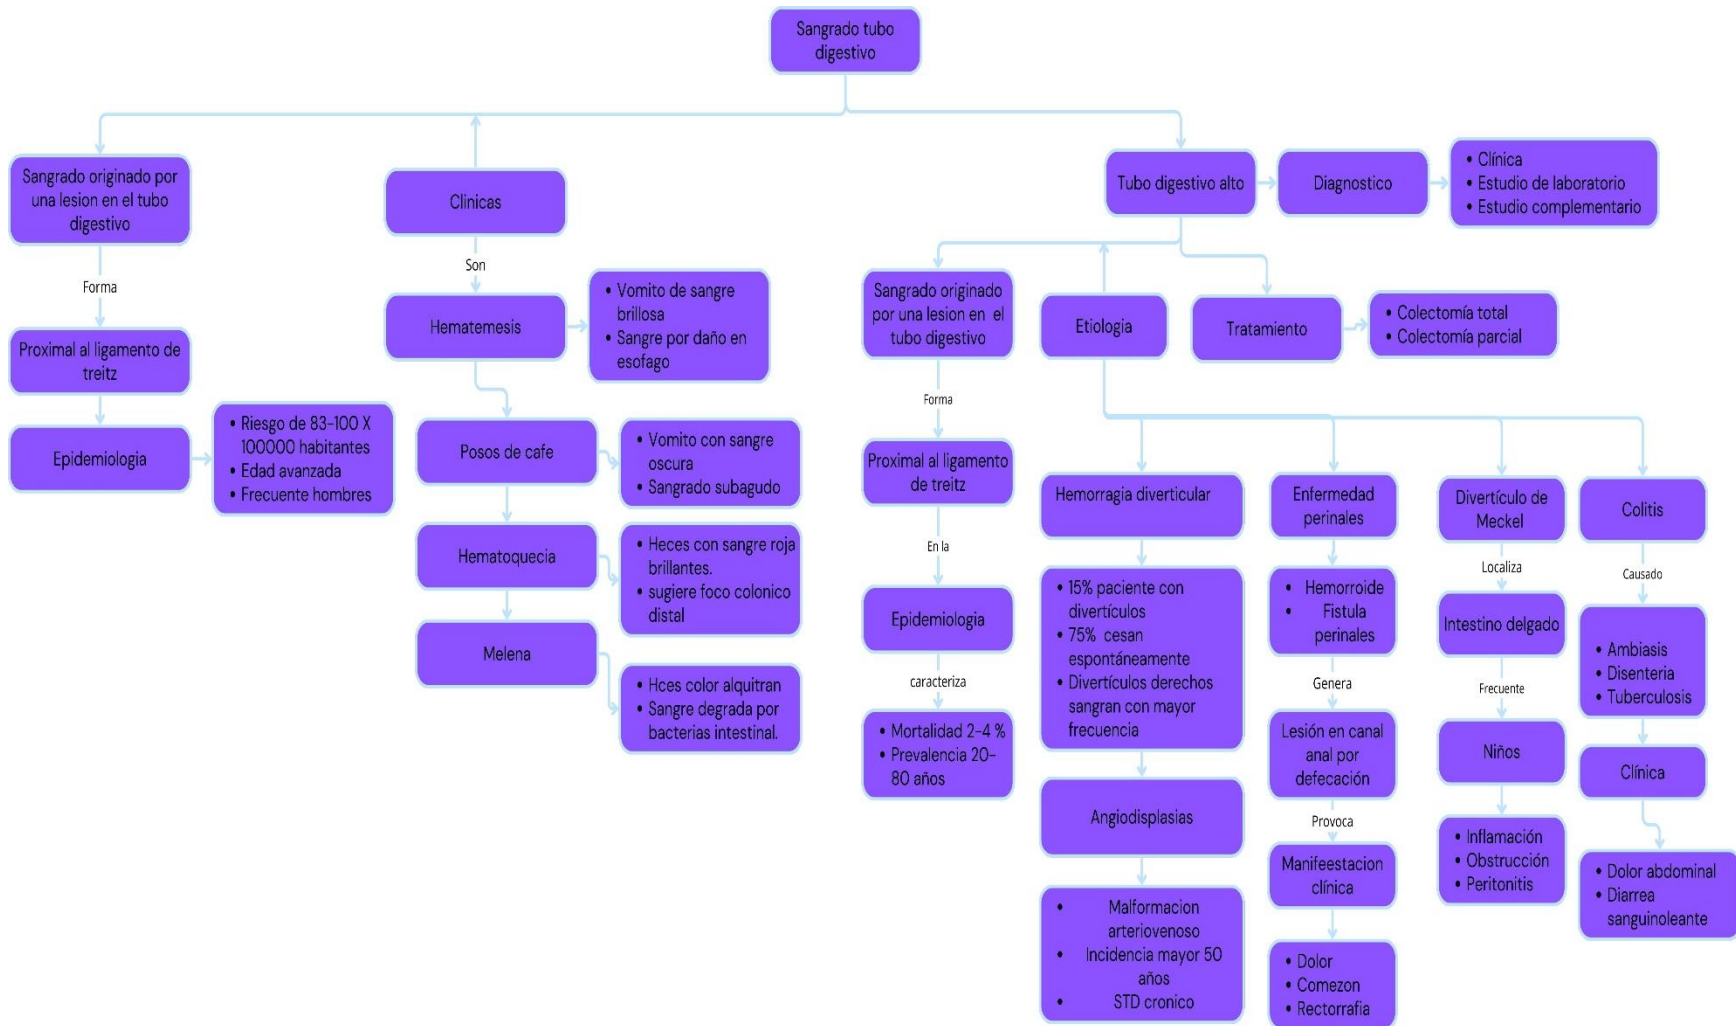 Sangrado tubo
digestivo
Sangrado originado por
una lesion en el tubo
digestivo
Forma
Proximal al ligamento de
treitz
Epidemiologia
• Riesgo de 83-100 X
100000 habitantes
• Edad avanzada
• Frecuente hombres
Clinicas
Son
Hematemesis
• Vomito de sangre
brillosa
• Sangre por daño en
esofago
Posos de cafe
• Vomito con sangre
oscura
• Sangrado subagudo
Hematoquecia
• Heces con sangre roja
brillantes.
• sugiere foco colonico
distal
Melena
• Hces color alquitran
• Sangre degrada por
bacterias intestinal.
Tubo digestivo alto
Diagnostico
• Clínica
• Estudio de laboratorio
• Estudio complementario
Sangrado originado
por una lesion en el
tubo digestivo
Forma
Proximal al ligamento
de treitz
En la
Epidemiologia
caracteriza
• Mortalidad 2-4 %
• Prevalencia 20-
80 años
Etiologia
Tratamiento
• Colectomía total
• Colectomía parcial
Hemorragia diverticular
• 15% paciente con
divertículos
• 75% cesan
espontáneamente
• Divertículos derechos
sangran con mayor
frecuencia
Angiodisplasias
• Malformacion
arteriovenoso
• Incidencia mayor 50
años
• STD cronico
Enfermedad
perinales
• Hemorroide
• Fistula
perinales
Genera
Lesión en canal
anal por
defecación
Provoca
Manifeestacion
clínica
• Dolor
• Comezon
• Rectorrafia
Divertículo de
Meckel
Localiza
Intestino delgado
Frecuente
Niños
• Inflamación
• Obstrucción
• Peritonitis
Colitis
Causado
• Ambiasis
• Disenteria
• Tuberculosis
Clínica
• Dolor abdominal
• Diarrea
sanguinoleante